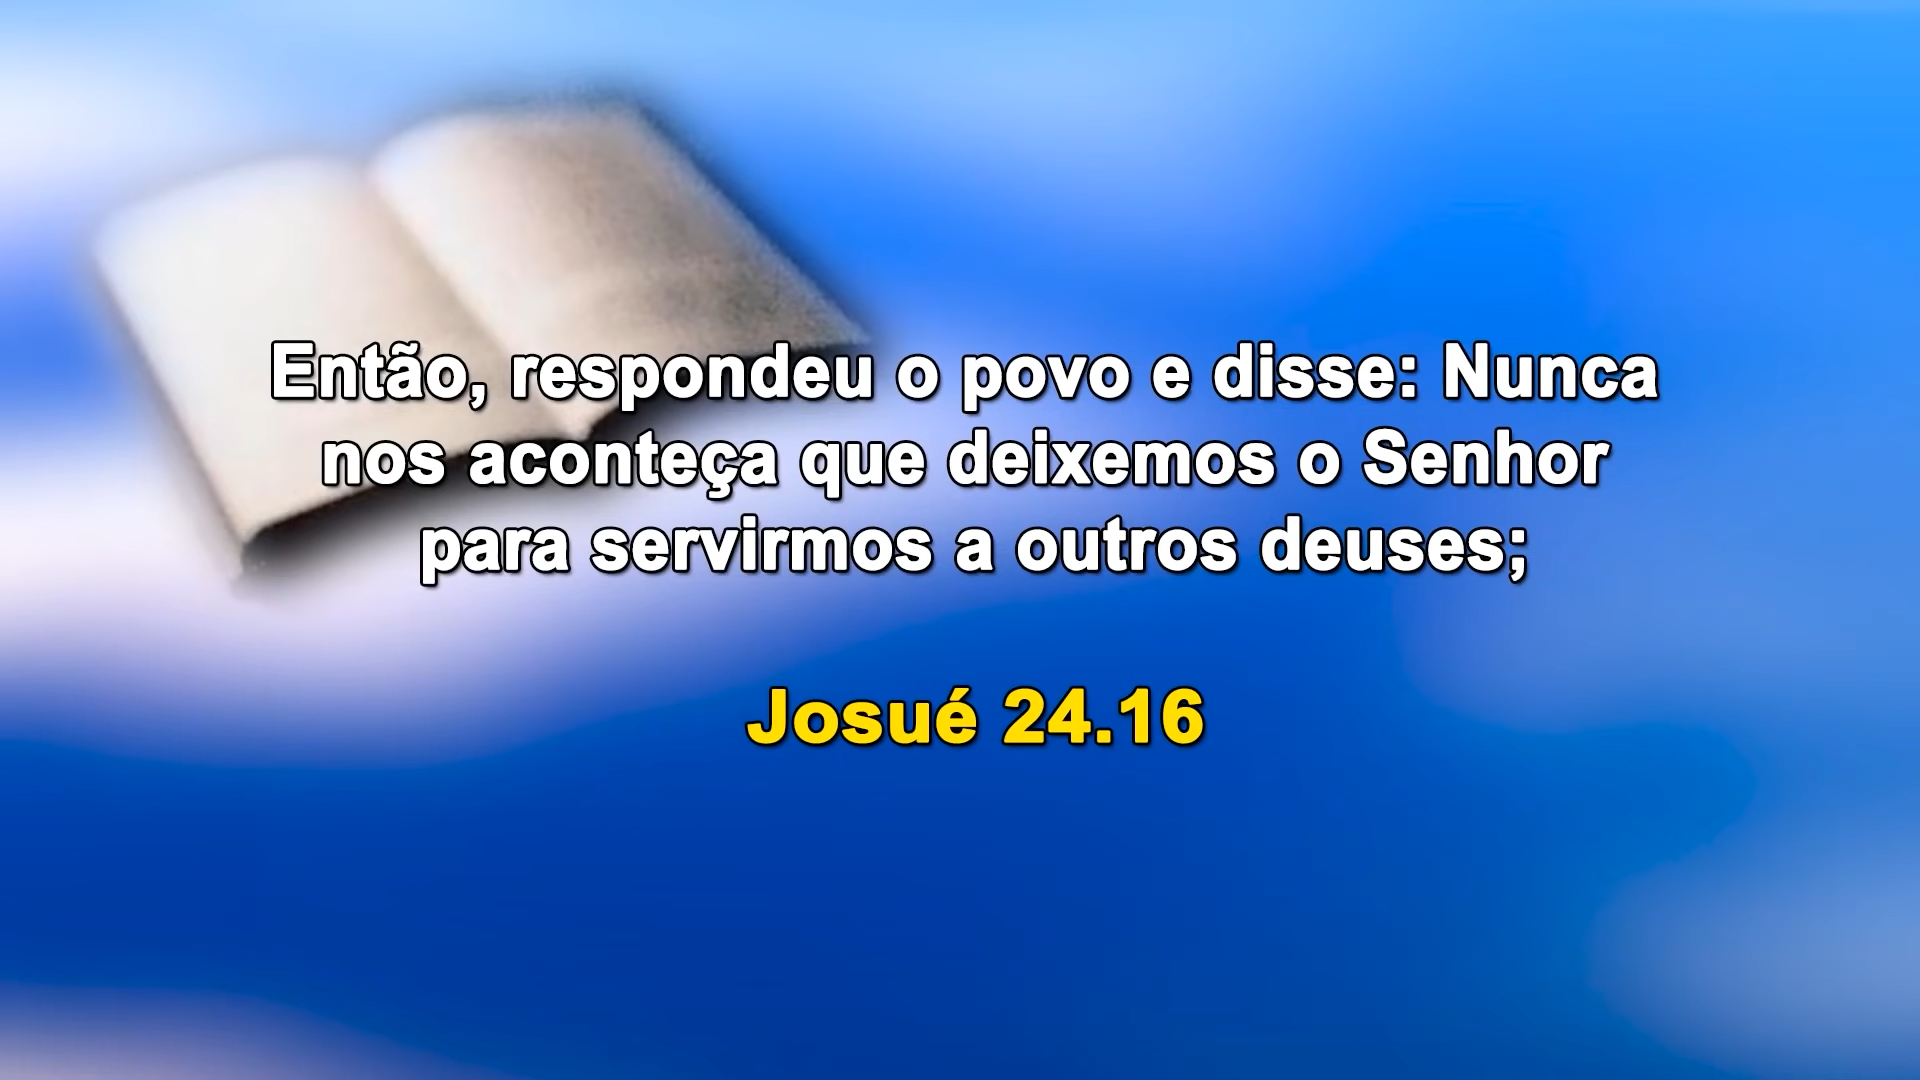 Então, respondeu o povo e disse: Nunca
nos aconteça que deixemos o Senhor
para servirmos a outros deuses;
Josué 24.16